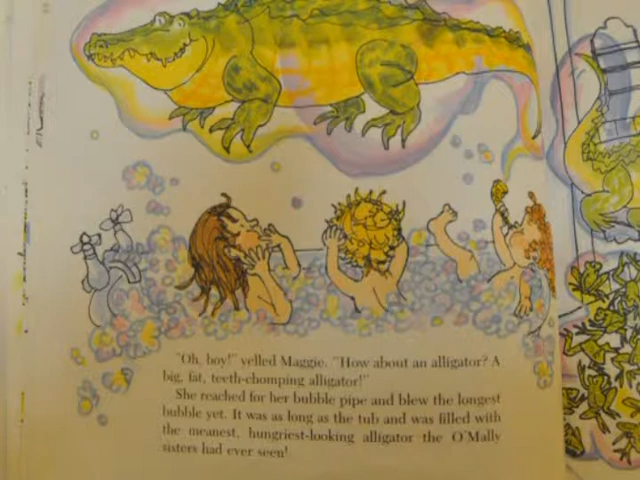 "Oh, boy!" yelled Maggie. "How about an alligator? A
big, fat, teeth-chomping alligator!"
She reached for her bubble pipe and blew the longest
bubble yet. It was as long as the tub and was filled with
the meanest, hungriest-looking alligator the O'Mally
sisters had ever seen!